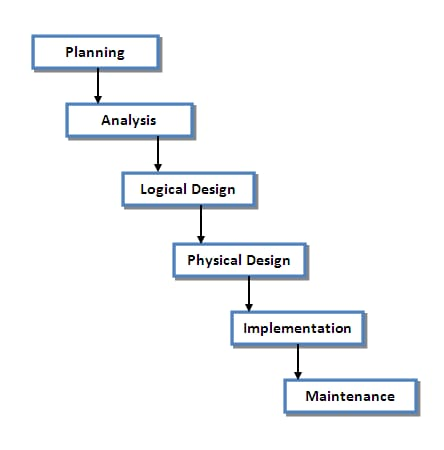 Planning
Analysis
Logical Design
Physical Design
Implementation
Maintenance